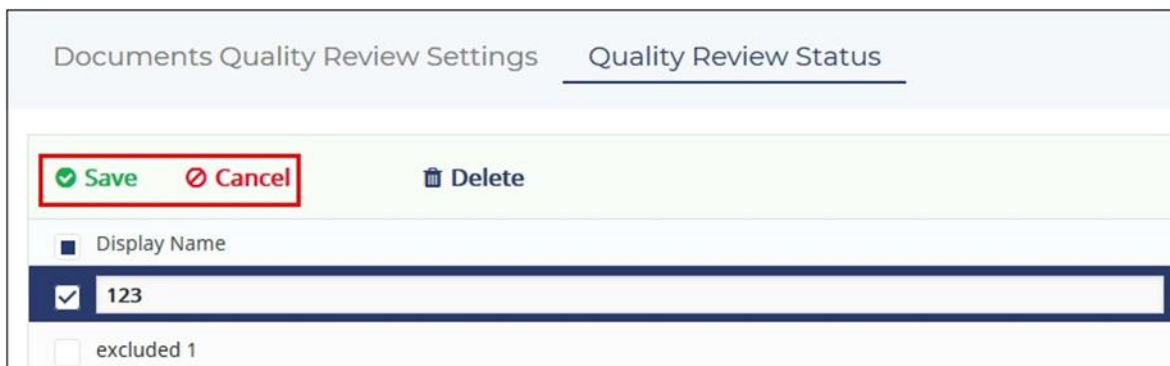 Documents Quality Review Settings Quality Review Status
Save Cancel Delete
Display Name
123
excluded 1